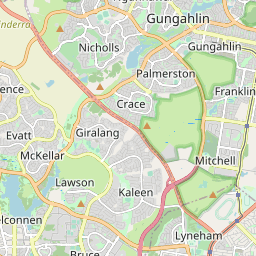 Gungahlin
Nicholls
Gungahlin
Palmerston
Franklin
Crace
Evatt
Giralang
McKellar
Mitchell
Lawson
Kaleen
Lyneham
Bruce